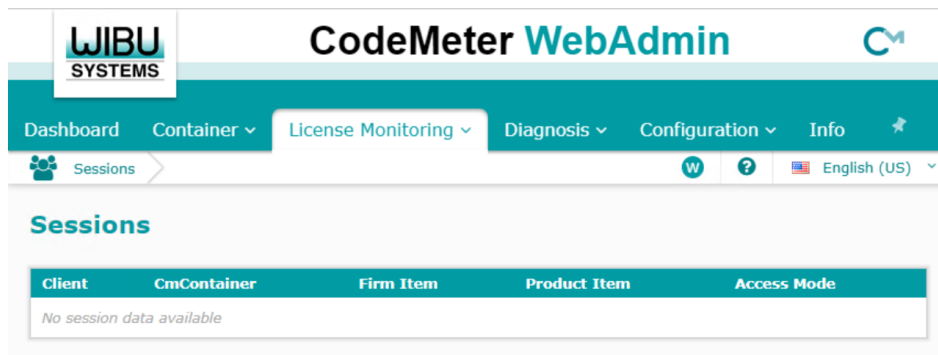 WIBU
SYSTEMS
CodeMeter WebAdmin
CM
Dashboard Container License Monitoring Diagnosis Configuration Info
Sessions W ? English (US)
Sessions
Client CmContainer Firm Item Product Item Access Mode
No session data available